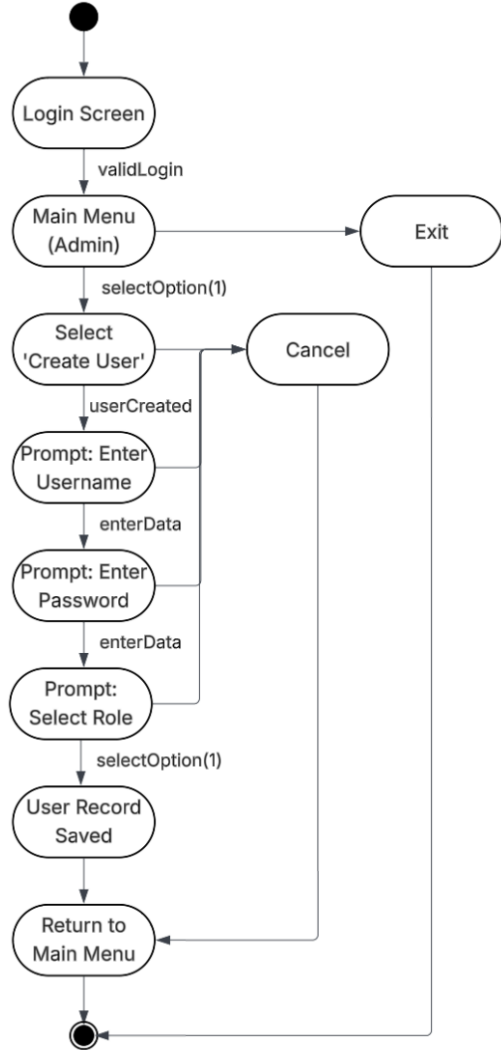 Login Screen
validLogin
Main Menu
(Admin)
Exit
selectOption(1)
Select
'Create User'
Cancel
userCreated
Prompt: Enter
Username
enterData
Prompt: Enter
Password
enterData
Prompt:
Select Role
selectOption(1)
User Record
Saved
Return to
Main Menu